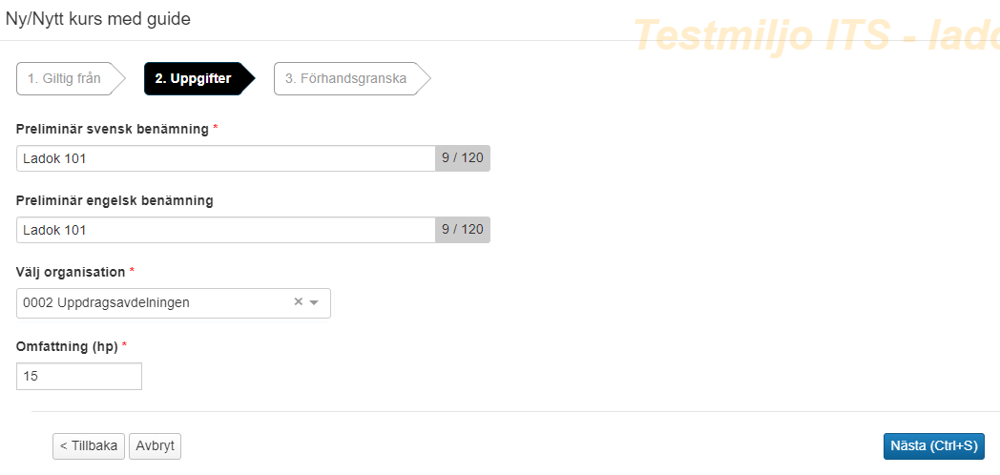 Ny/Nytt kurs med guide
Testmiljo ITS - lado
1. Giltig från
2. Uppgifter
3. Förhandsgranska
Preliminär svensk benämning *
Ladok 101
9 / 120
Preliminär engelsk benämning
Ladok 101
9 / 120
Välj organisation *
0002 Uppdragsavdelningen
Omfattning (hp) *
15
< Tillbaka
Avbryt
Nästa (Ctrl+S)